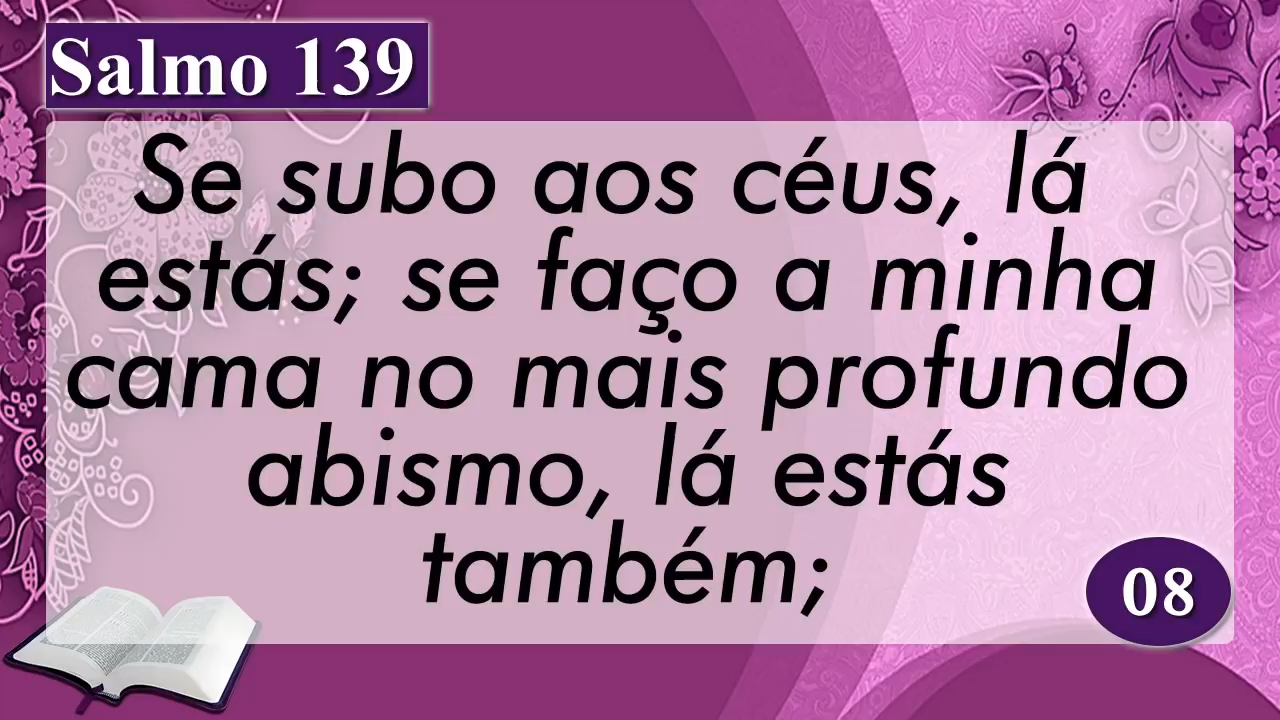 Salmo 139
Se subo aos céus, lá
estás; se faço a minha
cama no mais profundo
abismo, lá estás
também;
08